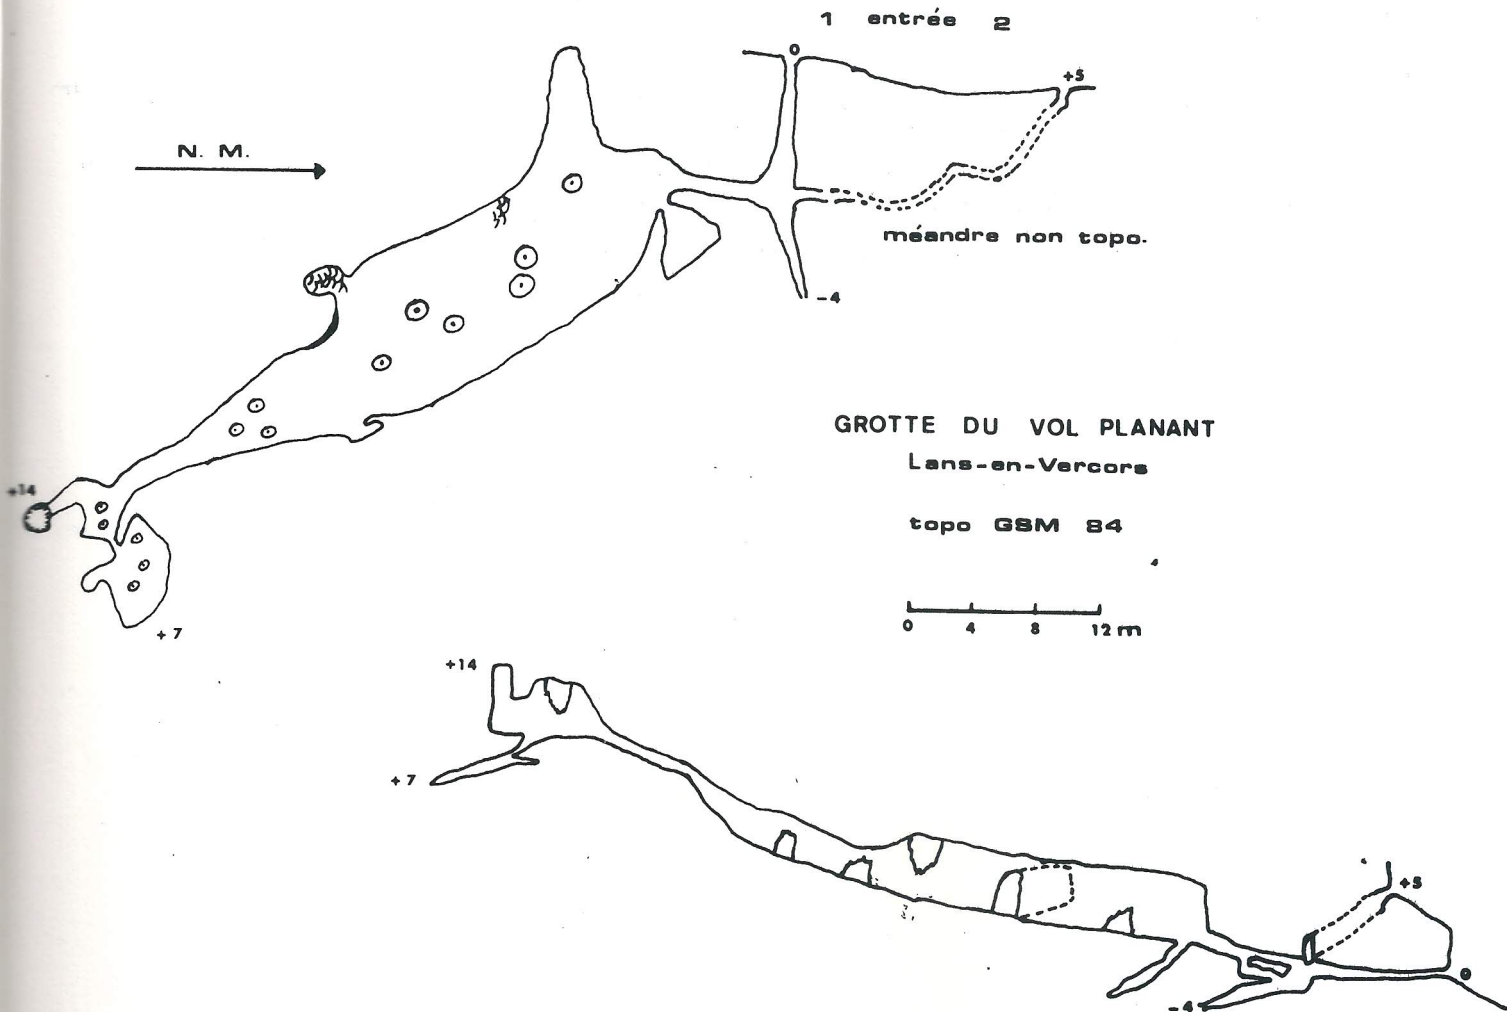 1 entrée 2
0
+5
N. M.
méandre non topo.
-4
GROTTE DU VOL PLANANT
Lans-en-Vercors
+14
topo GSM 84
0 4 8 12m
+7
+14
+7
+5
0
-4